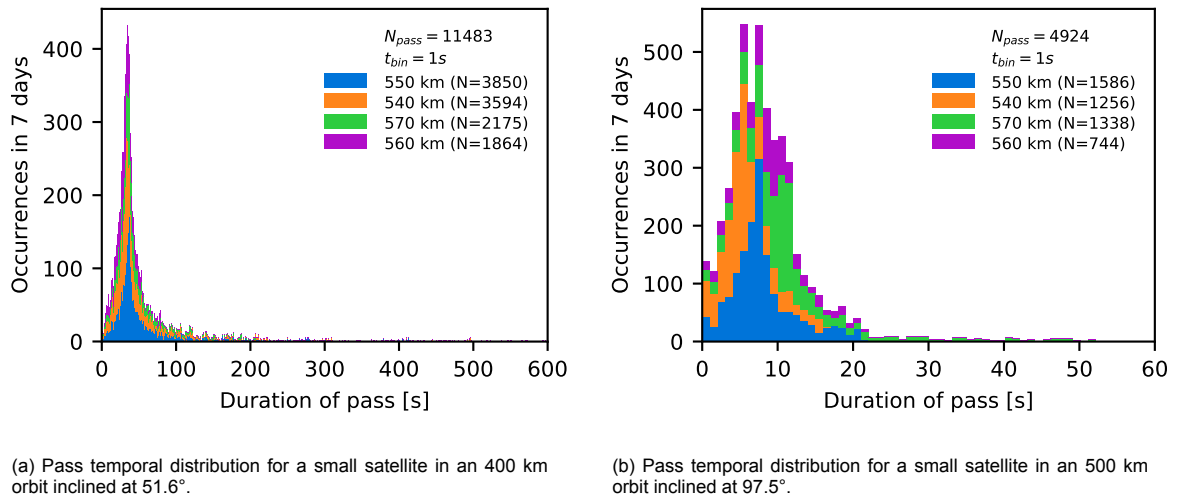 400
300
200
100
0
Occurrences in 7 days
N_pass = 11483
t_bin = 1s
550 km (N=3850)
540 km (N=3594)
570 km (N=2175)
560 km (N=1864)
0 100 200 300 400 500 600
Duration of pass [s]
(a) Pass temporal distribution for a small satellite in an 400 km
orbit inclined at 51.6°.
500
400
300
200
100
0
Occurrences in 7 days
N_pass = 4924
t_bin = 1s
550 km (N=1586)
540 km (N=1256)
570 km (N=1338)
560 km (N=744)
0 10 20 30 40 50 60
Duration of pass [s]
(b) Pass temporal distribution for a small satellite in an 500 km
orbit inclined at 97.5°.